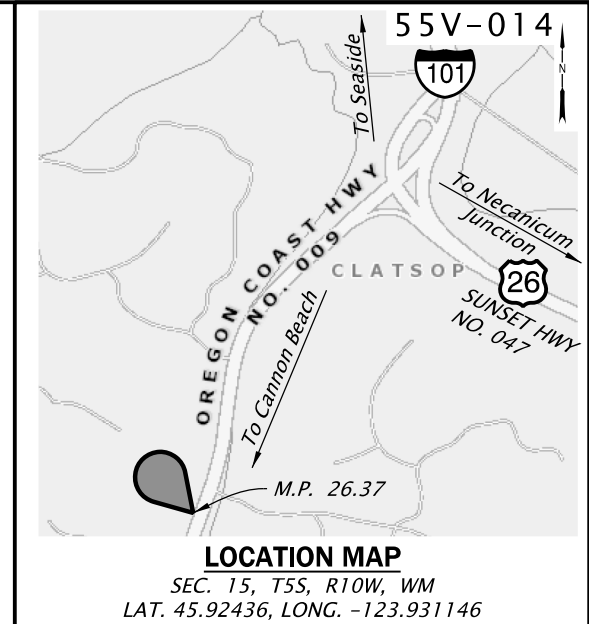 55V-014
101
N
To Seaside
OREGON COAST HWY
NO. 009
To Necanicum
Junction
CLATSOP
26
SUNSET HWY
NO. 047
To Cannon Beach
M.P. 26.37
LOCATION MAP
SEC. 15, T5S, R10W, WM
LAT. 45.92436, LONG. -123.931146